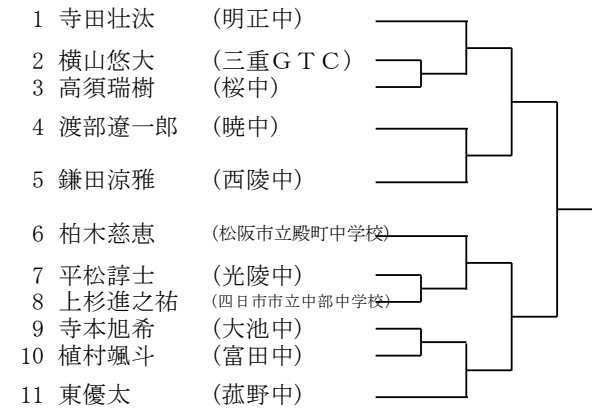 1 寺田壮汰 (明正中)
2 横山悠大 (三重ＧＴＣ)
3 高須瑞樹 (桜中)
4 渡部遼一郎 (暁中)
5 鎌田涼雅 (西陵中)
6 柏木慈恵 (松阪市立殿町中学校)
7 平松諄士 (光陵中)
8 上杉進之祐 (四日市市立中部中学校)
9 寺本旭希 (大池中)
10 植村颯斗 (富田中)
11 東優太 (菰野中)